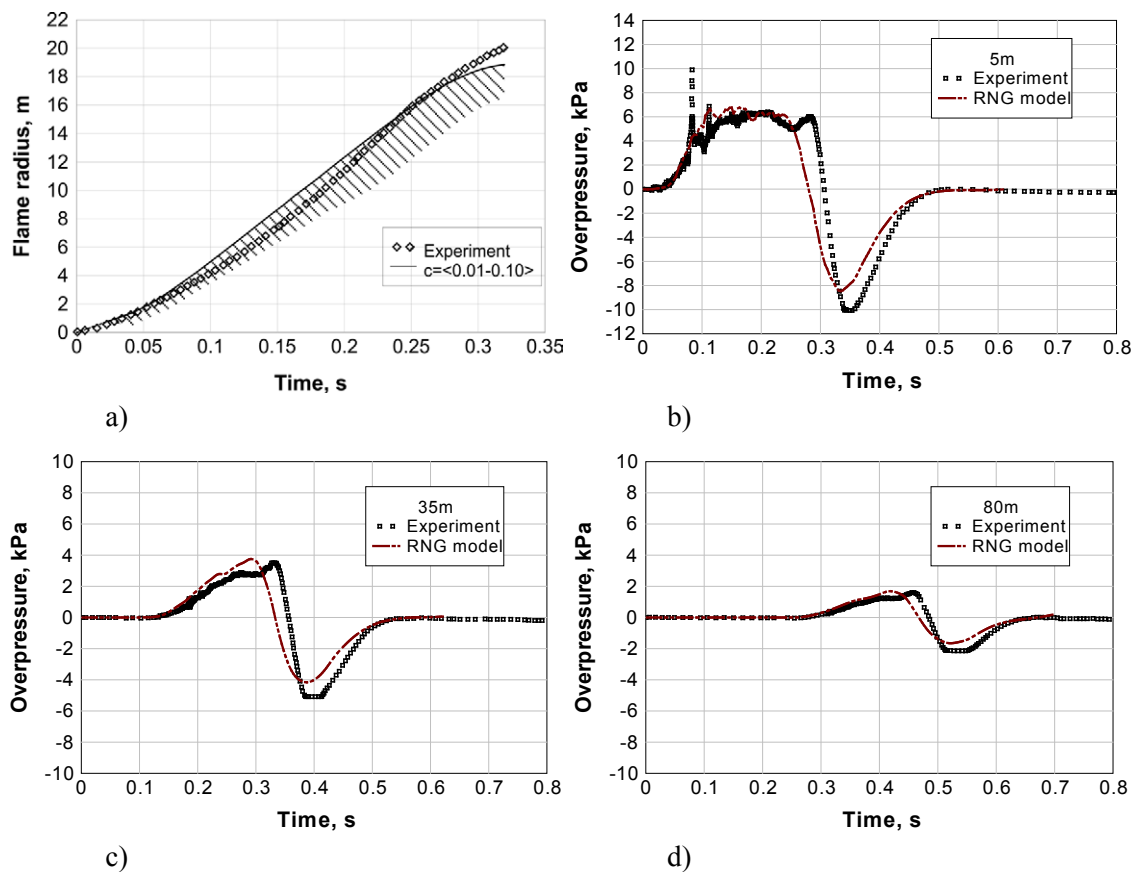 Flame radius, m
20
18
16
14
12
10
8
6
4
2
0
Experiment
c=<0.01-0.10>
0 0.05 0.1 0.15 0.2 0.25 0.3 0.35
Time, s
a)
Overpressure, kPa
14
12
10
8
6
4
2
0
-2
-4
-6
-8
-10
-12
5m
Experiment
RNG model
0 0.1 0.2 0.3 0.4 0.5 0.6 0.7 0.8
Time, s
b)
Overpressure, kPa
10
8
6
4
2
0
-2
-4
-6
-8
-10
35m
Experiment
RNG model
0 0.1 0.2 0.3 0.4 0.5 0.6 0.7 0.8
Time, s
c)
Overpressure, kPa
10
8
6
4
2
0
-2
-4
-6
-8
-10
80m
Experiment
RNG model
0 0.1 0.2 0.3 0.4 0.5 0.6 0.7 0.8
Time, s
d)